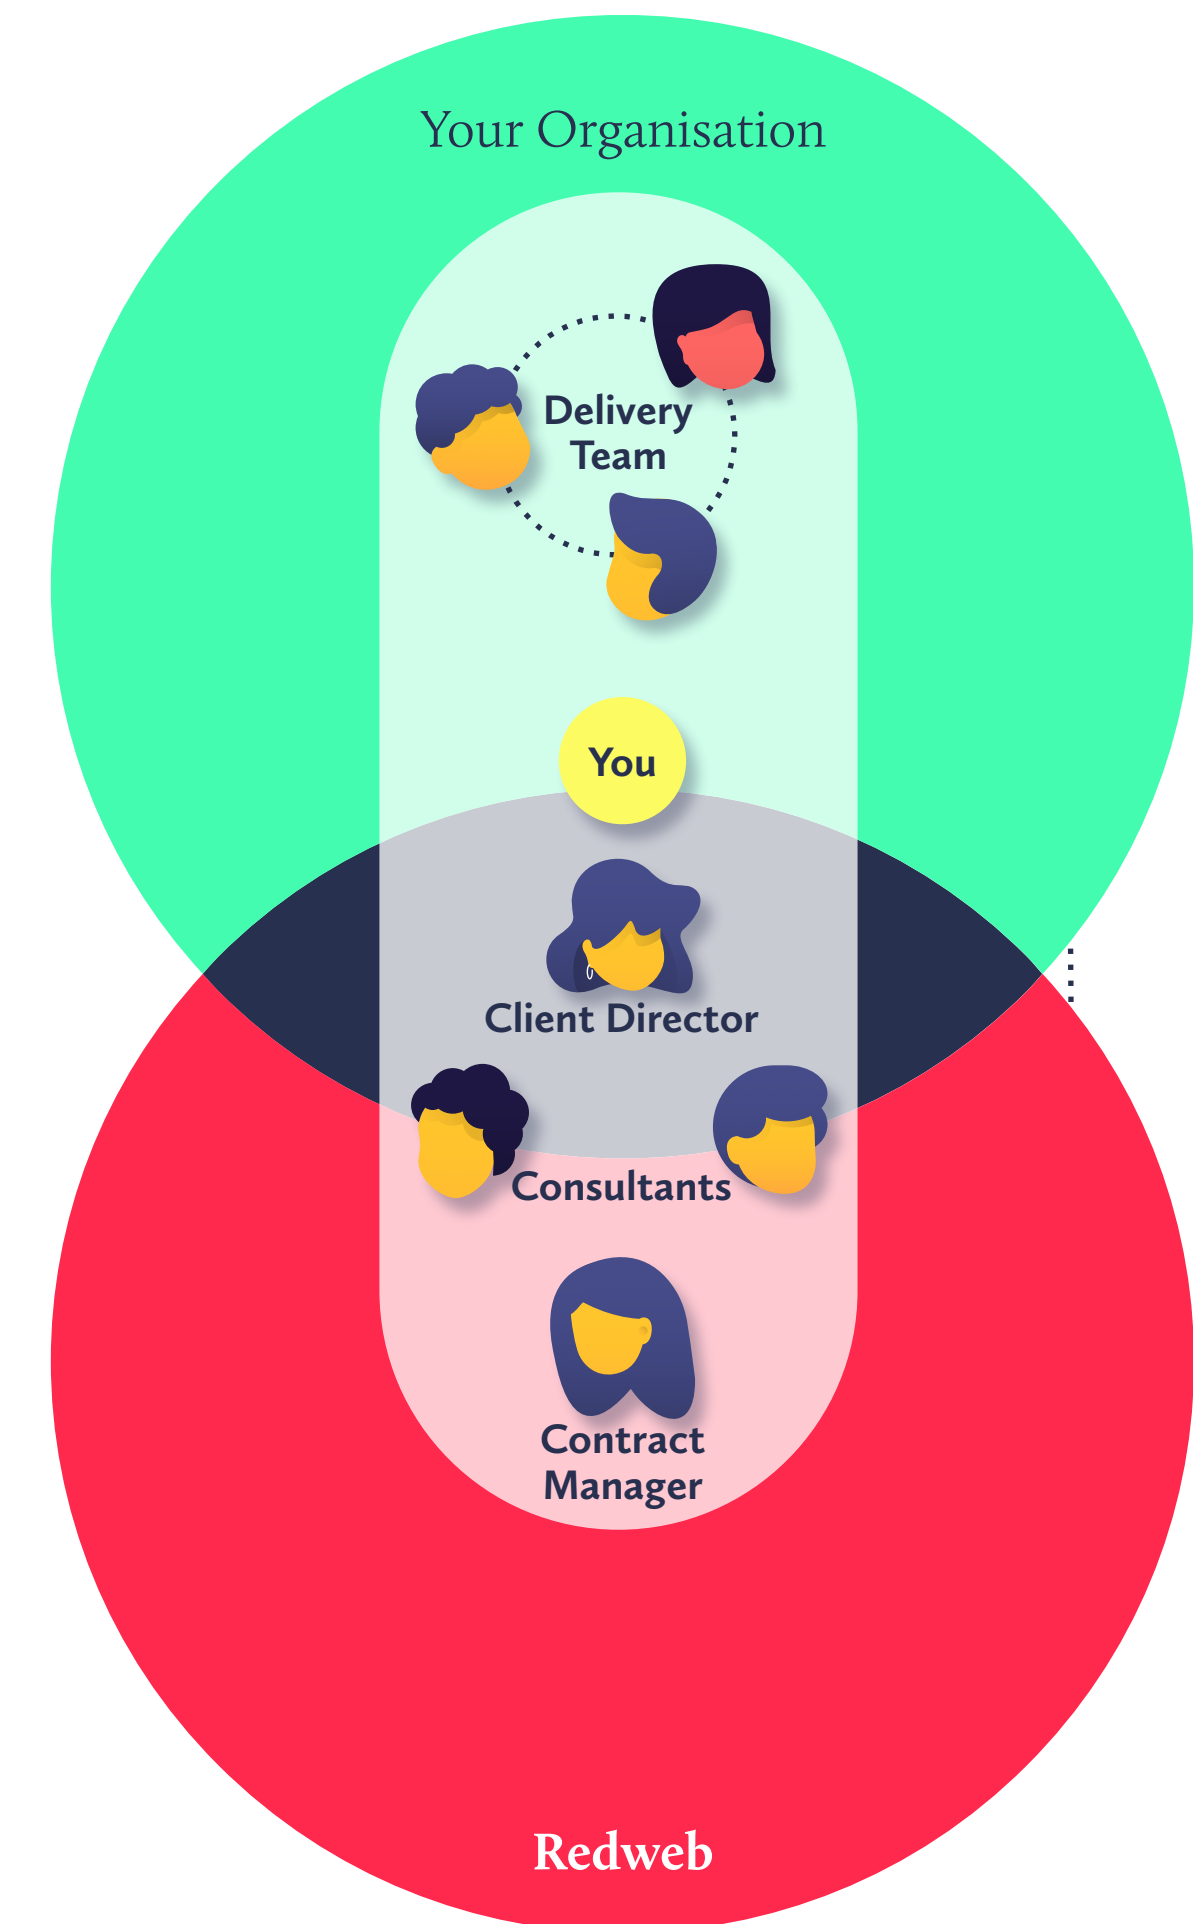 Your Organisation
Delivery
Team
You
Client Director
Consultants
Contract
Manager
Redweb